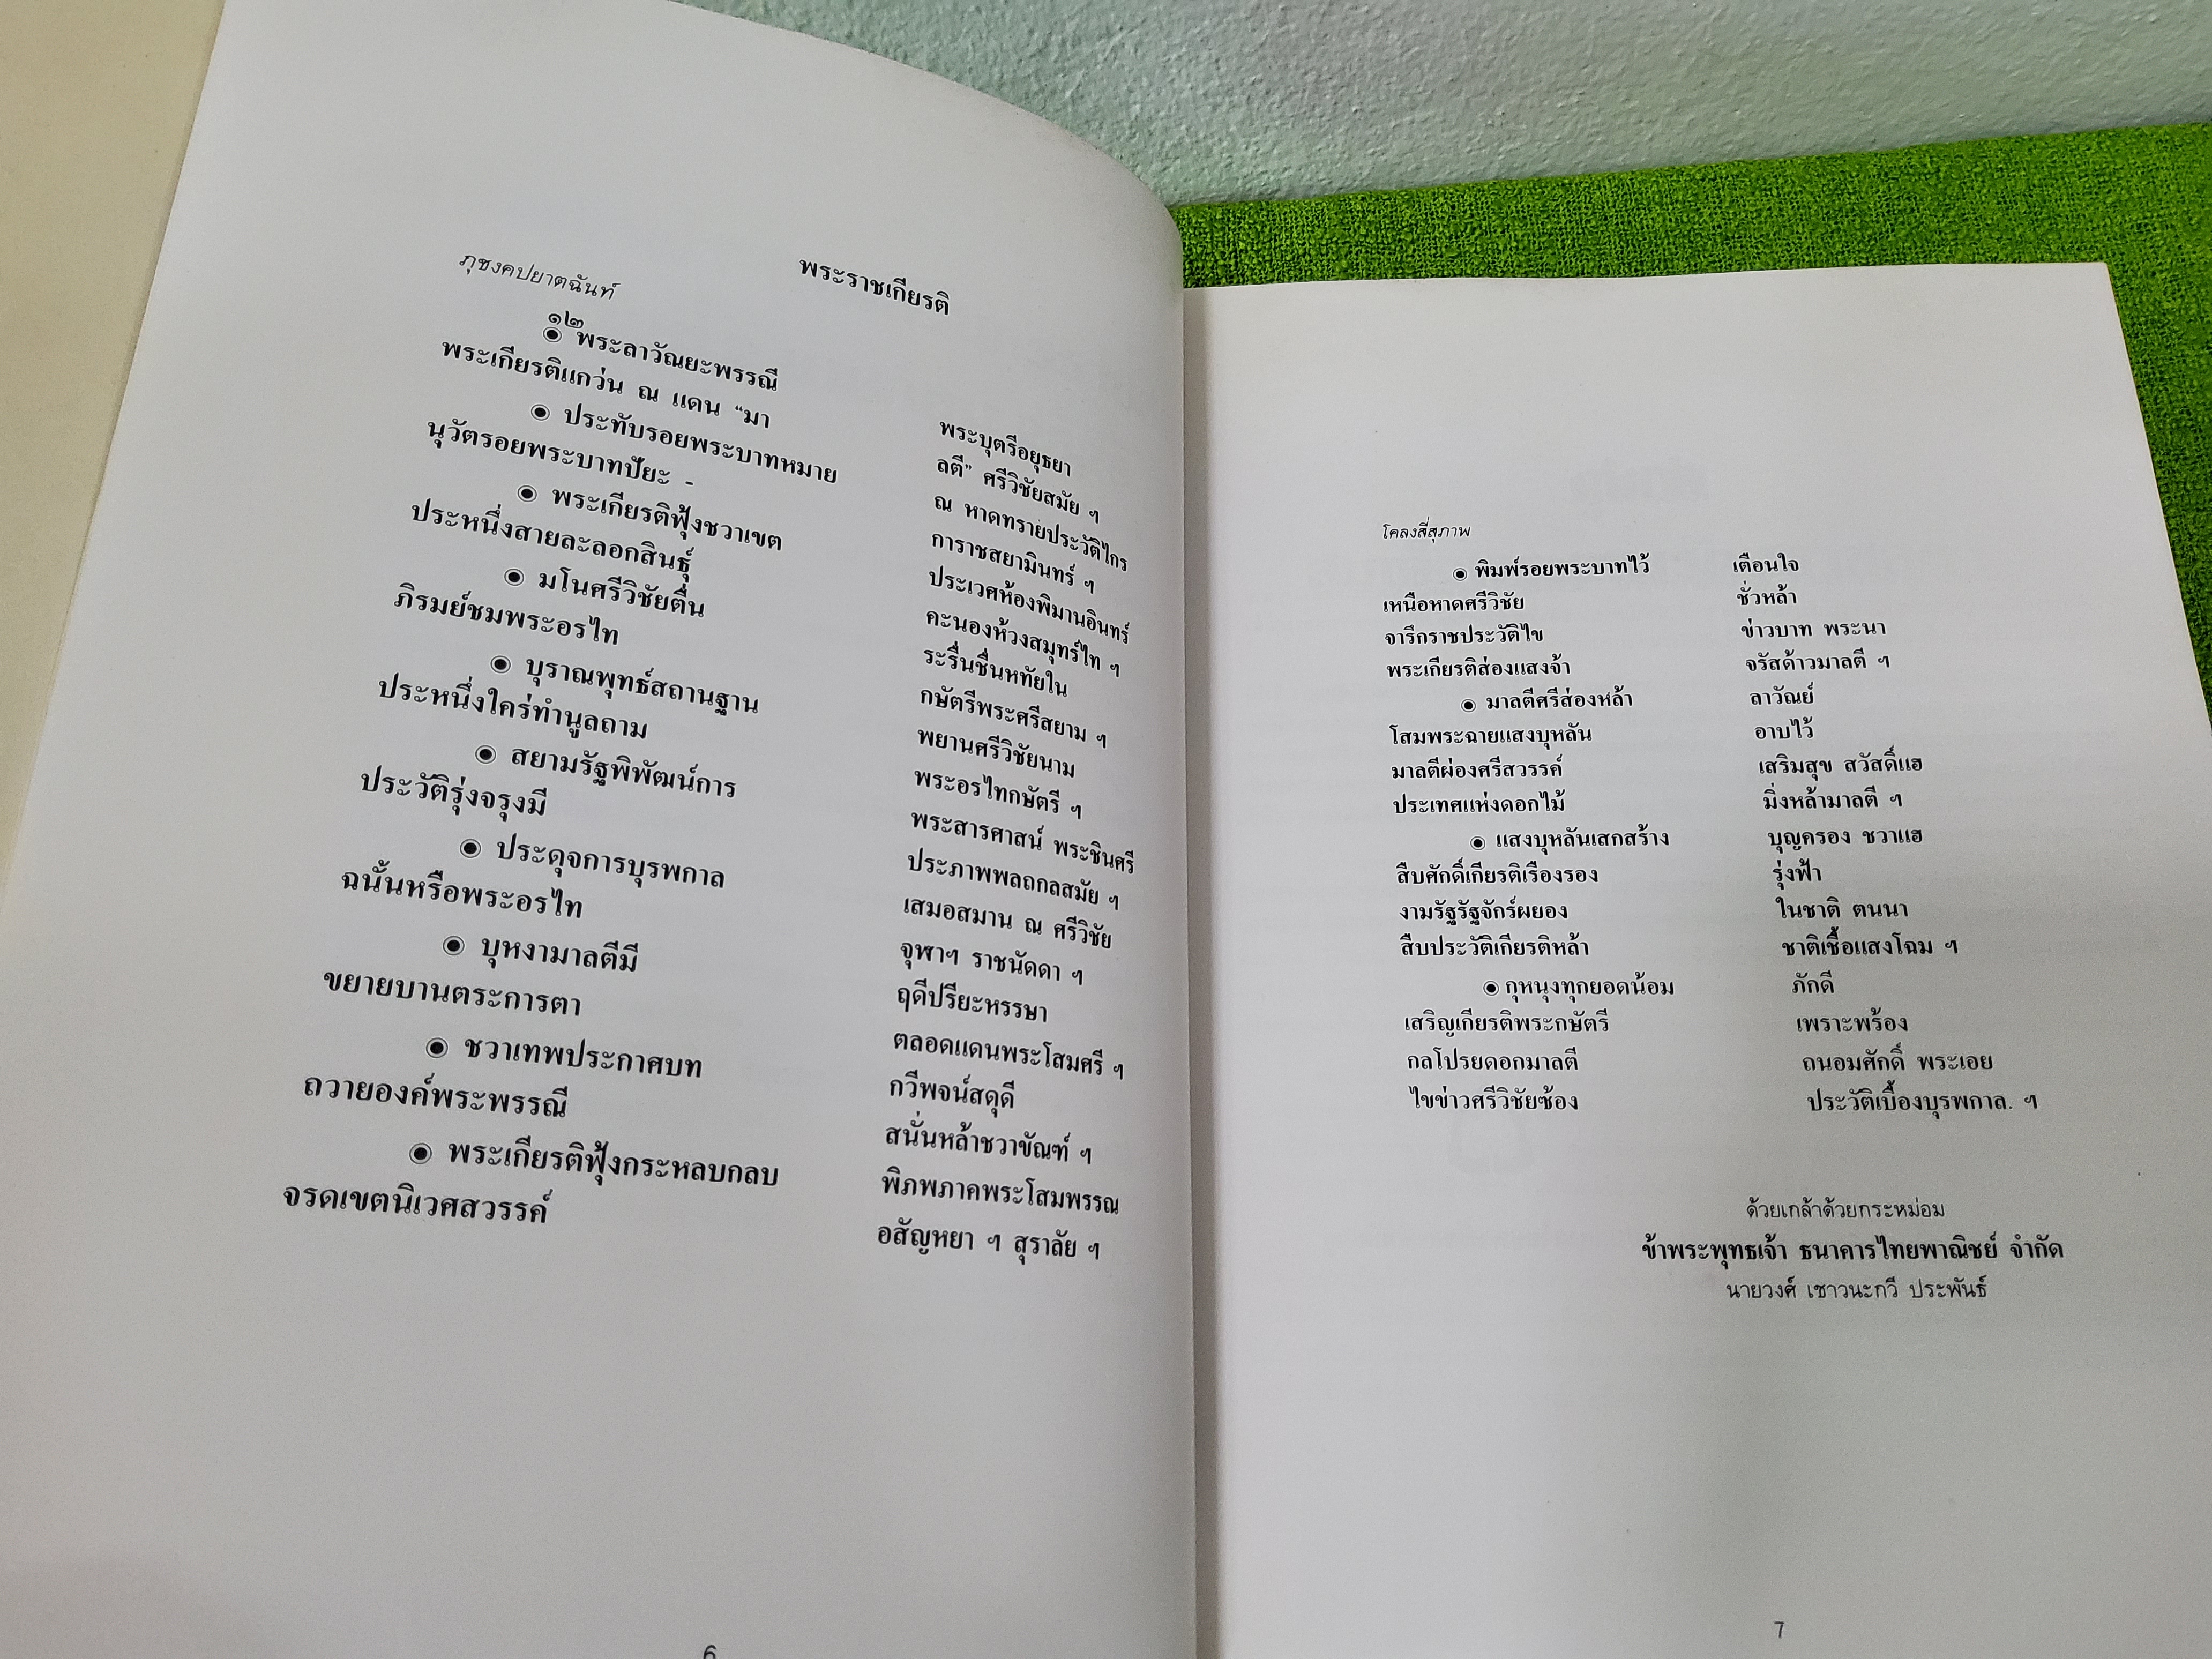 พระราชเกียรติ
ภุชงคปยาตฉันท์
๑๒
◉ พระลาวัณยะพรรณี พระบุตรีอยุธยา
พระเกียรติแกว่น ณ แดน “มา ลตี” ศรีวิชัยสมัย ฯ
◉ ประทับรอยพระบาทหมาย ณ หาดทรายประวัติไกร
นุวัตรอยพระบาทปัยะ - การาชสยามินทร์ ฯ
◉ พระเกียรติฟุ้งชวาเขต ประเวศห้องพิมานอินทร์
ประหนึ่งสายละลอกสินธุ์ คะนองห้วงสมุทร์ไท ฯ
◉ มโนศรีวิชัยตื่น ระรื่นชื่นหทัยใน
ภิรมย์ชมพระอรไท กษัตรีพระศรีสยาม ฯ
◉ บุราณพุทธ์สถานฐาน พยานศรีวิชัยนาม
ประหนึ่งใคร่ทำนูลถาม พระอรไทกษัตรี ฯ
◉ สยามรัฐพิพัฒน์การ พระสารศาสน์ พระชินศรี
ประวัติรุ่งจรุงมี ประภาพพลถกลสมัย ฯ
◉ ประดุจการบุรพกาล เสมอสมาน ณ ศรีวิชัย
ฉนั้นหรือพระอรไท จุฬาฯ ราชนัดดา ฯ
◉ บุหงามาลตีมี ฤดีปรียะหรรษา
ขยายบานตระการตา ตลอดแดนพระโสมศรี ฯ
◉ ชวาเทพประกาศบท กวีพจน์สดุดี
ถวายองค์พระพรรณี สนั่นหล้าชวาขัณฑ์ ฯ
◉ พระเกียรติฟุ้งกระหลบกลบ พิภพภาคพระโสมพรรณ
จรดเขตนิเวศสวรรค์ อสัญหยา ฯ สุราลัย ฯ
6
โคลงสี่สุภาพ
◉ พิมพ์รอยพระบาทไว้ เตือนใจ
เหนือหาดศรีวิชัย ชั่วหล้า
จารึกราชประวัติไข ข่าวบาท พระนา
พระเกียรติส่องแสงจ้า จรัสด้าวมาลตี ฯ
◉ มาลตีศรีส่องหล้า ลาวัณย์
โสมพระฉายแสงบุหลัน อาบไว้
มาลตีผ่องศรีสวรรค์ เสริมสุข สวัสดิ์แฮ
ประเทศแห่งดอกไม้ มิ่งหล้ามาลตี ฯ
◉ แสงบุหลันเสกสร้าง บุญครอง ชวาแฮ
สืบศักดิ์เกียรติเรืองรอง รุ่งฟ้า
งามรัฐรัฐจักร์ผยอง ในชาติ ตนนา
สืบประวัติเกียรติหล้า ชาติเชื้อแสงโฉม ฯ
◉ กุหนุงทุกยอดน้อม ภักดี
เสริญเกียรติพระกษัตรี เพราะพร้อง
กลโปรยดอกมาลตี ถนอมศักดิ์ พระเอย
ไขข่าวศรีวิชัยซ้อง ประวัติเบื้องบุรพกาล. ฯ
ด้วยเกล้าด้วยกระหม่อม
ข้าพระพุทธเจ้า ธนาคารไทยพาณิชย์ จำกัด
นายวงศ์ เชาวนะกวี ประพันธ์
7